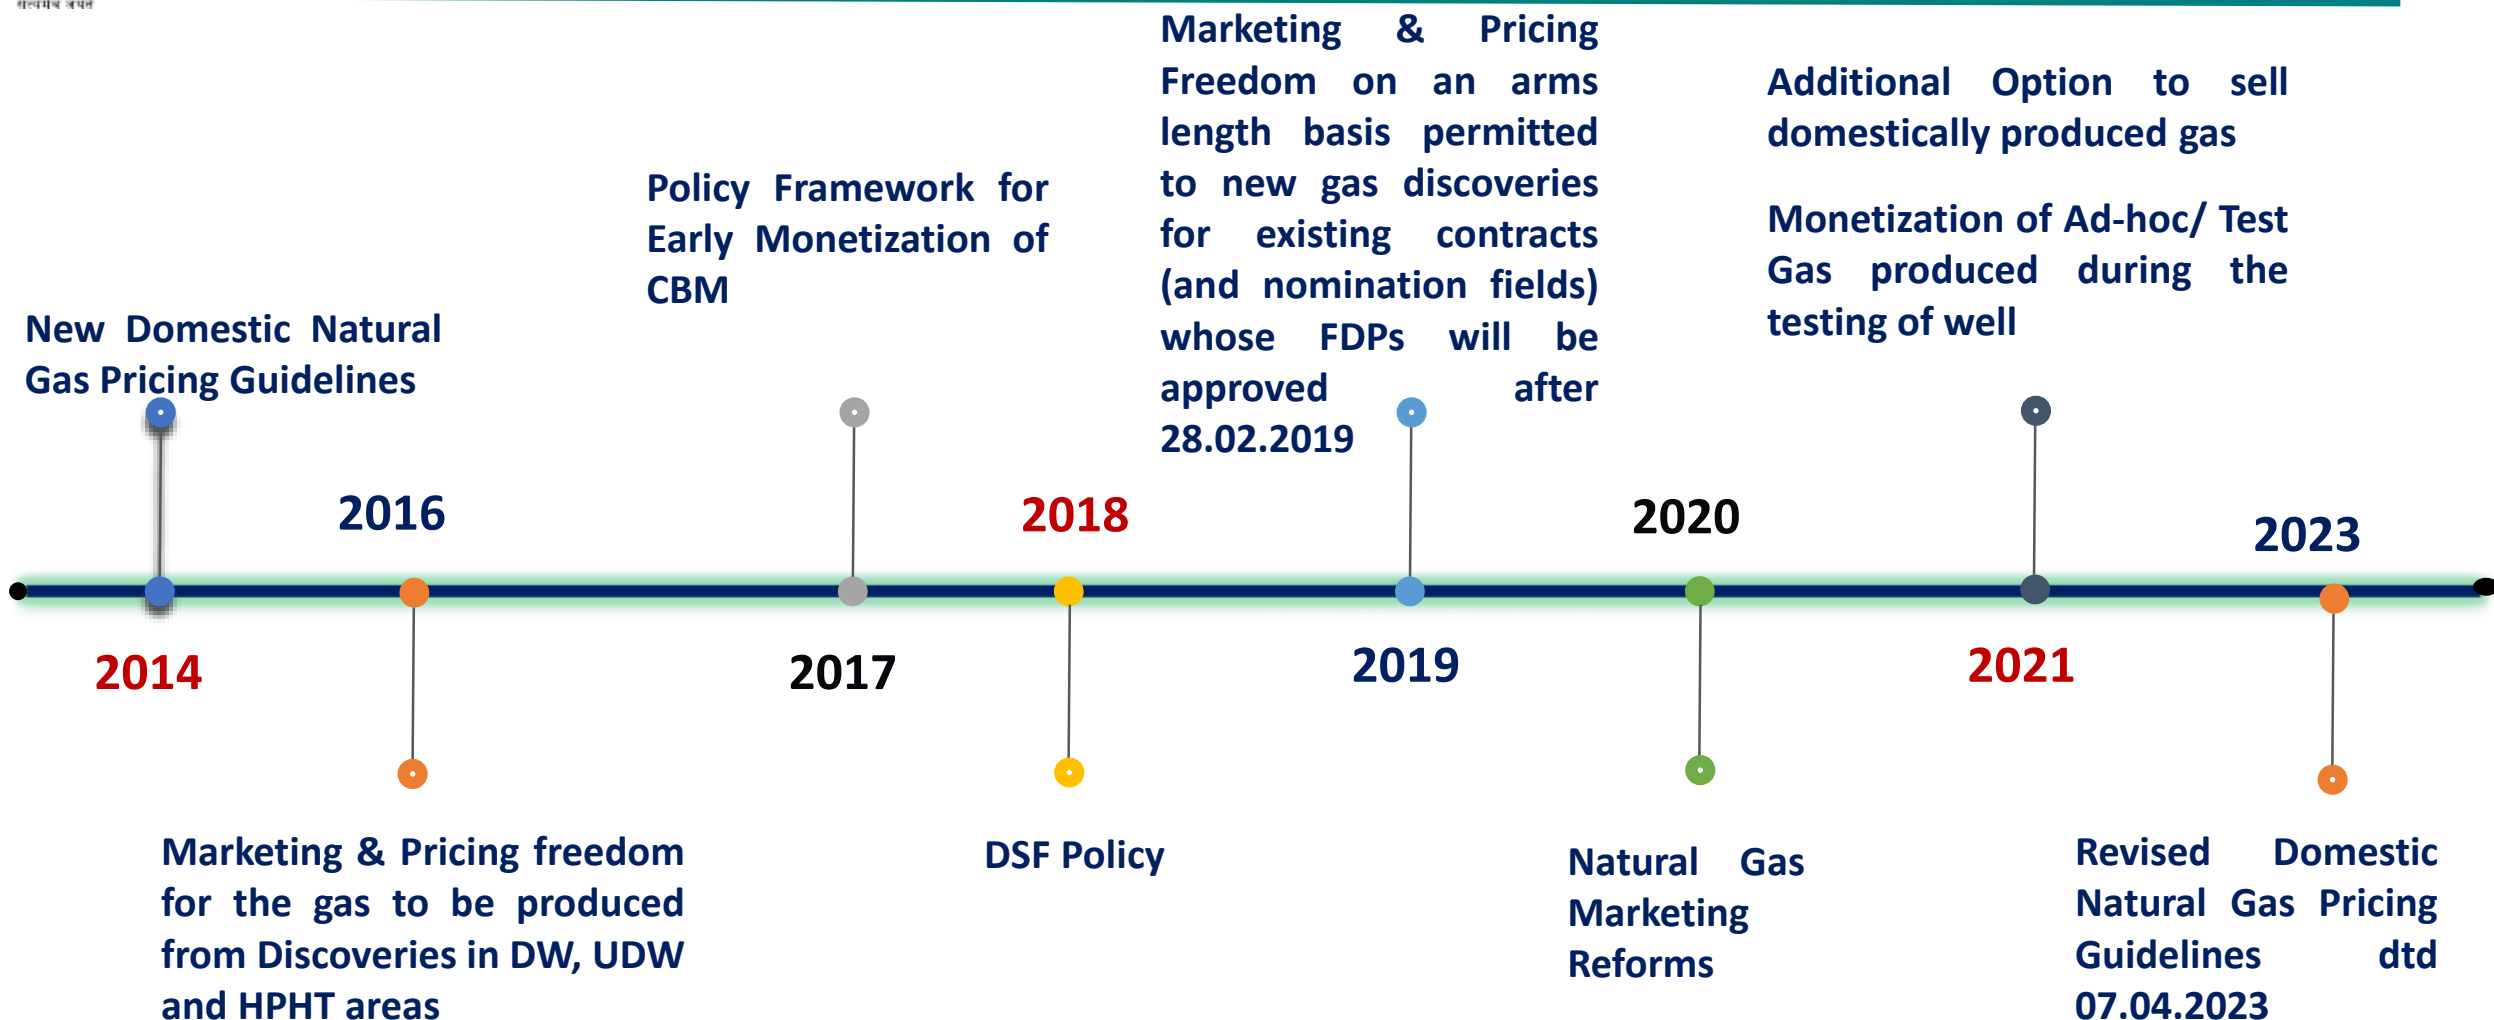 सत्यमेव जयते
New Domestic Natural
Gas Pricing Guidelines
2014
2016
Marketing & Pricing freedom
for the gas to be produced
from Discoveries in DW, UDW
and HPHT areas
Policy Framework for
Early Monetization of
CBM
2017
2018
DSF Policy
Marketing & Pricing
Freedom on an arms
length basis permitted
to new gas discoveries
for existing contracts
(and nomination fields)
whose FDPs will be
approved after
28.02.2019
2019
2020
Natural Gas
Marketing
Reforms
Additional Option to sell
domestically produced gas
Monetization of Ad-hoc/ Test
Gas produced during the
testing of well
2021
2023
Revised Domestic
Natural Gas Pricing
Guidelines dtd
07.04.2023